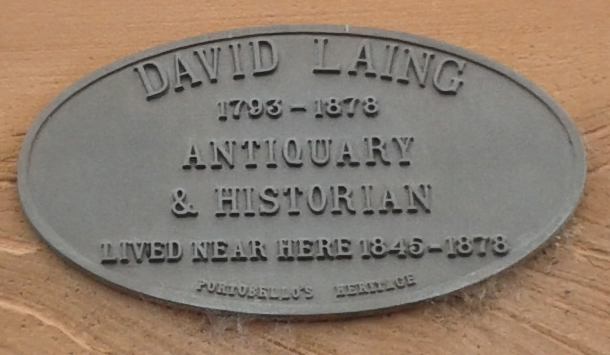 DAVID LAING
1793-1878
ANTIQUARY
& HISTORIAN
LIVED NEAR HERE 1845-1878
PORTOBELLO'S HERITAGE